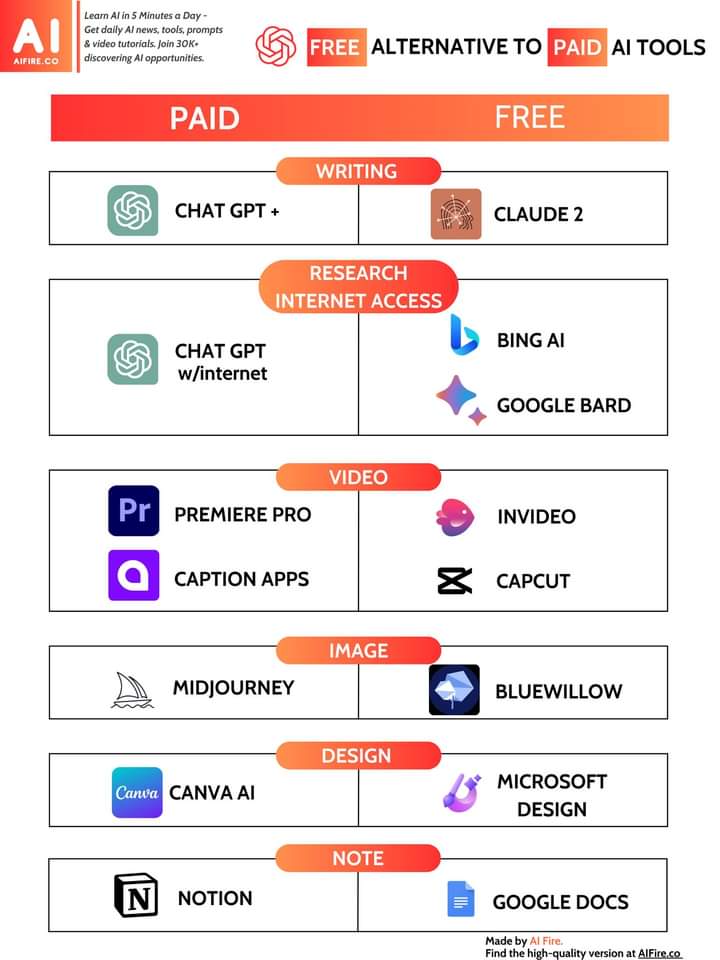 AI
AIFIRE.CO
Learn AI in 5 Minutes a Day -
Get daily AI news, tools, prompts
& video tutorials. Join 30K+
discovering AI opportunities.
FREE ALTERNATIVE TO PAID AI TOOLS
PAID FREE
WRITING
CHAT GPT + CLAUDE 2
RESEARCH
INTERNET ACCESS
CHAT GPT
w/internet
BING AI
GOOGLE BARD
VIDEO
Pr PREMIERE PRO INVIDEO
CAPTION APPS CAPCUT
IMAGE
MIDJOURNEY BLUEWILLOW
DESIGN
Canva CANVA AI
MICROSOFT
DESIGN
NOTE
N NOTION GOOGLE DOCS
Made by AI Fire.
Find the high-quality version at AIFire.co